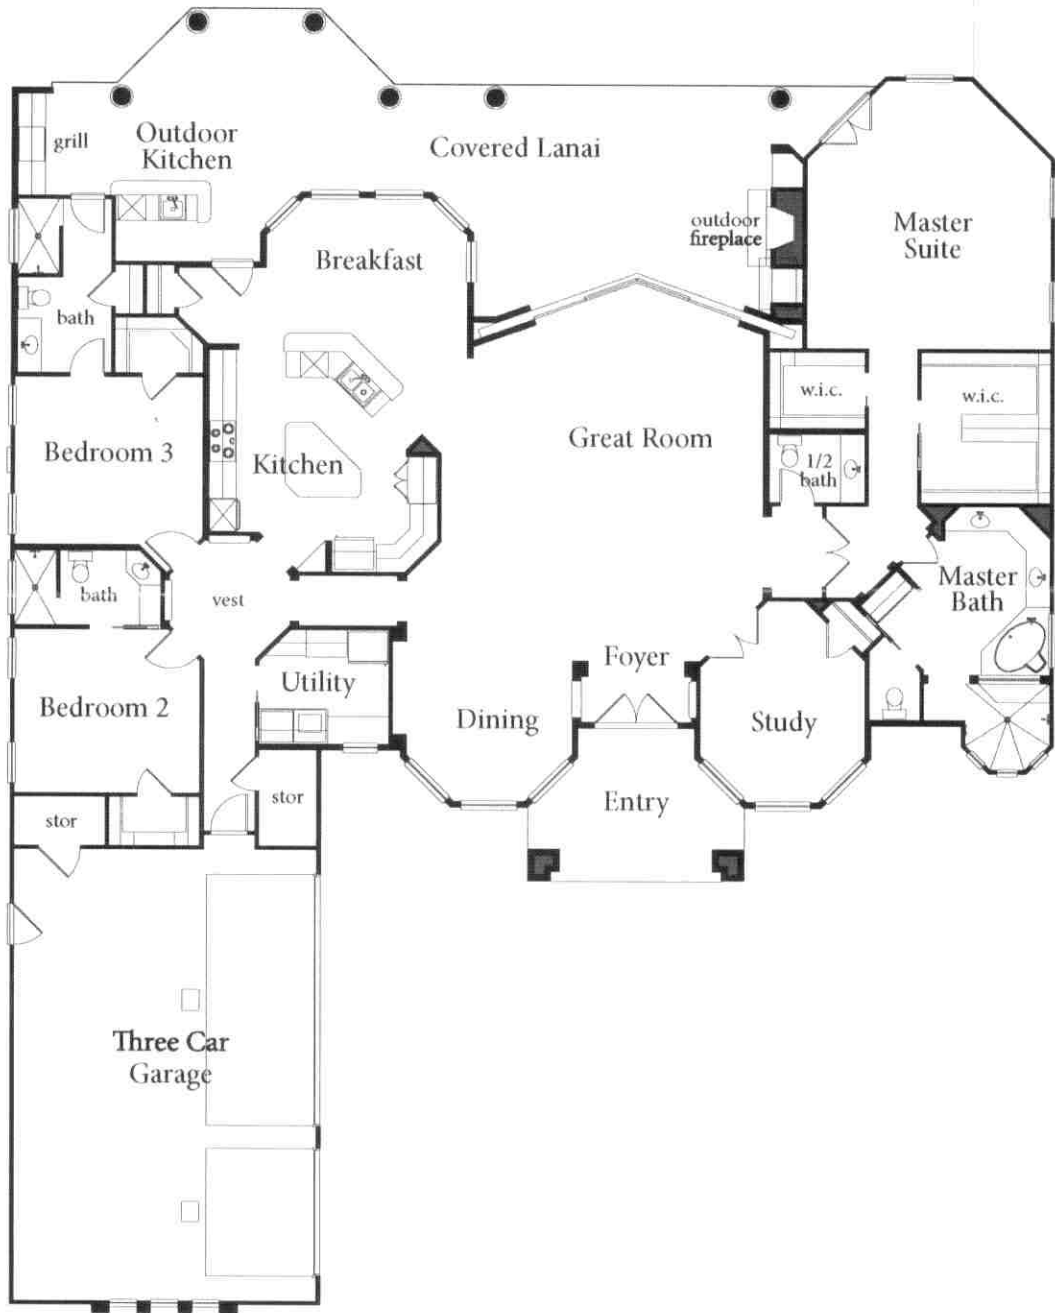 grill
Outdoor
Kitchen
Covered Lanai
outdoor
fireplace
Master
Suite
Breakfast
bath
w.i.c.
w.i.c.
Bedroom 3
Kitchen
Great Room
1/2
bath
bath
vest
Master
Bath
Foyer
Utility
Bedroom 2
Dining
Study
stor
stor
Entry
Three Car
Garage